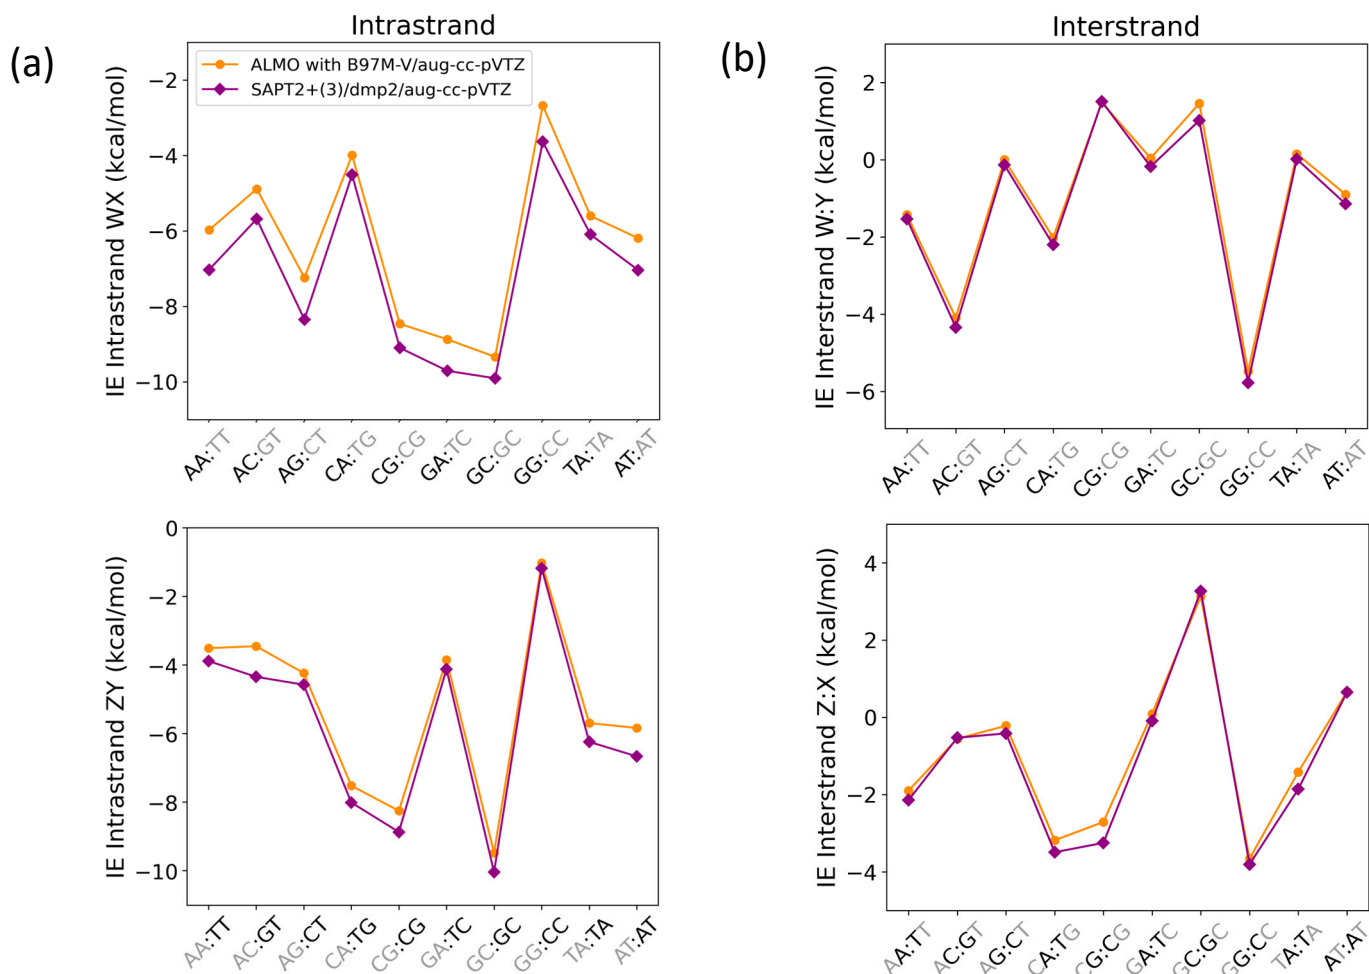 (a)
Intrastrand
IE Intrastrand WX (kcal/mol)
ALMO with B97M-V/aug-cc-pVTZ
SAPT2+(3)/dmp2/aug-cc-pVTZ
−2
−4
−6
−8
−10
AA:TT
AC:GT
AG:CT
CA:TG
CG:CG
GA:TC
GC:GC
GG:CC
TA:TA
AT:AT
(b)
Interstrand
IE Interstrand W:Y (kcal/mol)
2
0
−2
−4
−6
AA:TT
AC:GT
AG:CT
CA:TG
CG:CG
GA:TC
GC:GC
GG:CC
TA:TA
AT:AT
IE Intrastrand ZY (kcal/mol)
0
−2
−4
−6
−8
−10
AA:TT
AC:GT
AG:CT
CA:TG
CG:CG
GA:TC
GC:GC
GG:CC
TA:TA
AT:AT
IE Interstrand Z:X (kcal/mol)
4
2
0
−2
−4
AA:TT
AC:GT
AG:CT
CA:TG
CG:CG
GA:TC
GC:GC
GG:CC
TA:TA
AT:AT